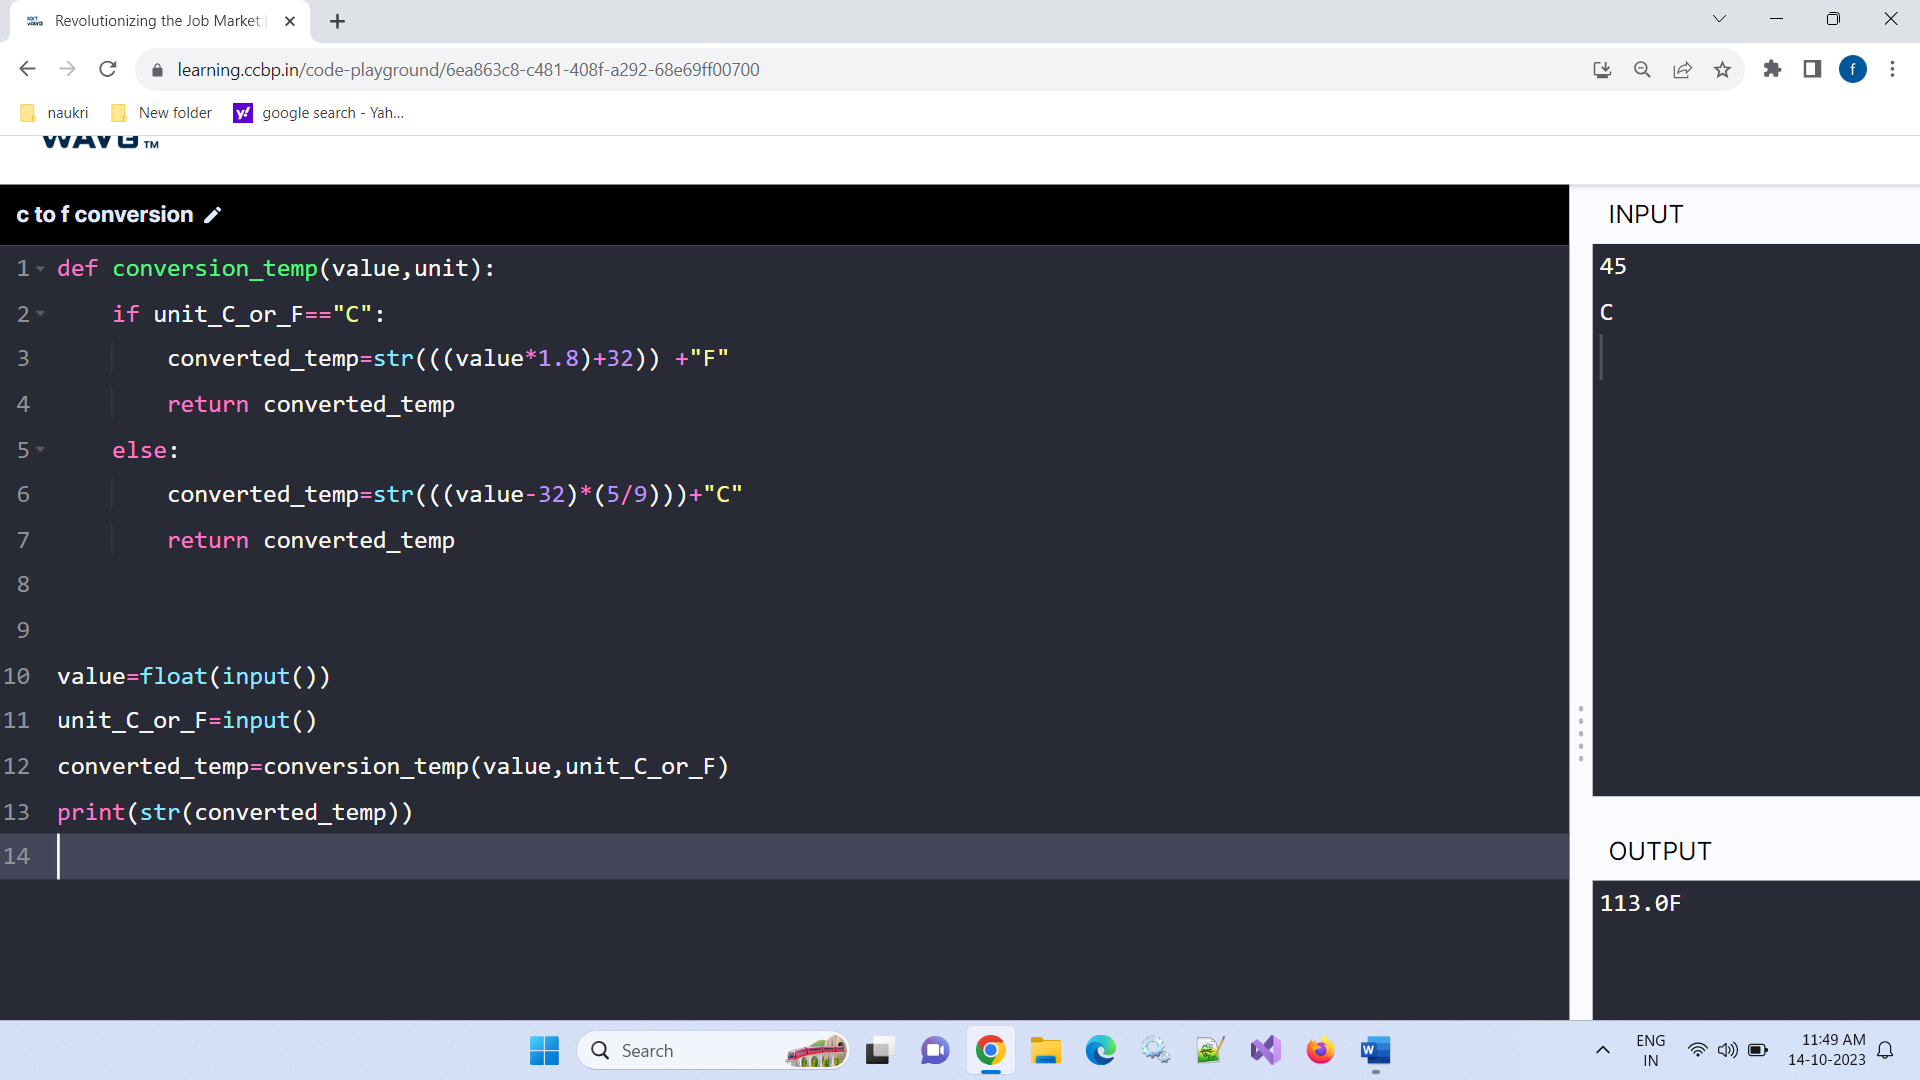 Revolutionizing the Job Market |
learning.ccbp.in/code-playground/6ea863c8-c481-408f-a292-68e69ff00700
f
naukri
New folder
y!
google search - Yah...
WAVE™
c to f conversion
1 def conversion_temp(value,unit):
2     if unit_C_or_F=="C":
3         converted_temp=str(((value*1.8)+32)) +"F"
4         return converted_temp
5     else:
6         converted_temp=str(((value-32)*(5/9)))+"C"
7         return converted_temp
8
9
10 value=float(input())
11 unit_C_or_F=input()
12 converted_temp=conversion_temp(value,unit_C_or_F)
13 print(str(converted_temp))
14
INPUT
45
C
OUTPUT
113.0F
Search
W
ENG
IN
11:49 AM
14-10-2023